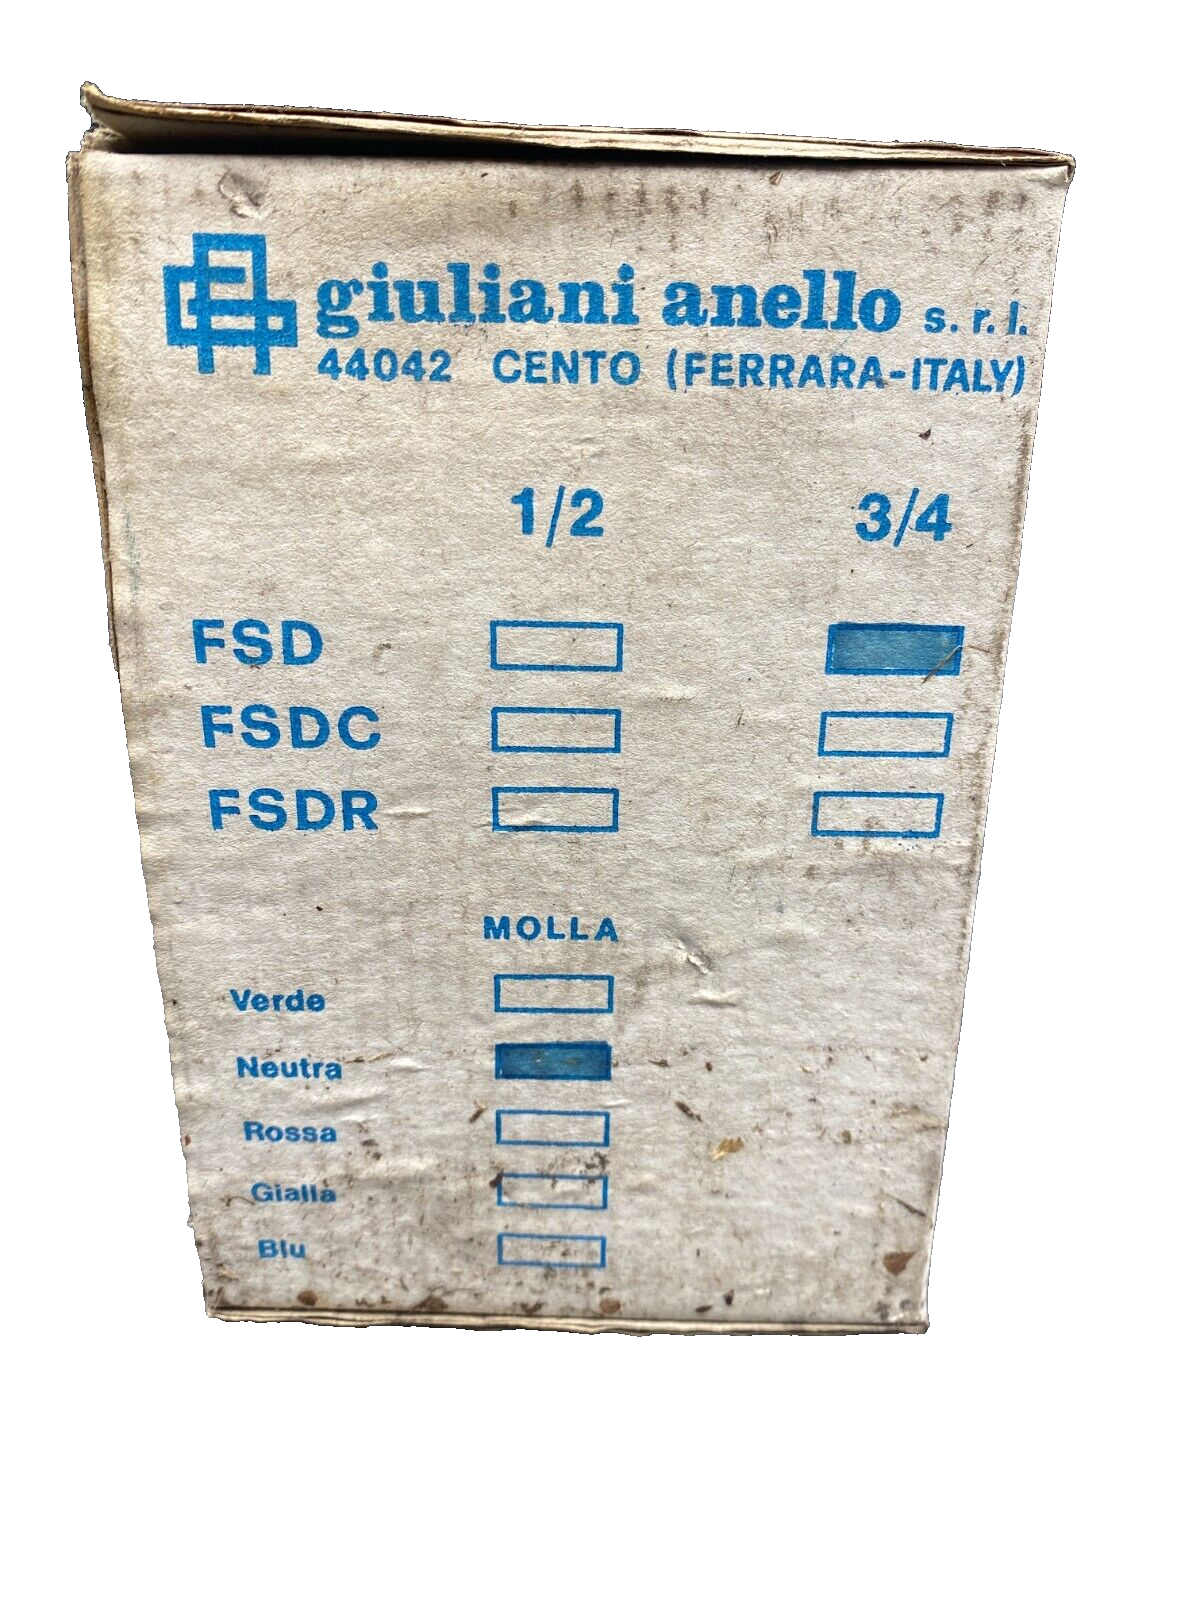 giuliani anello s.r.l.
44042 CENTO (FERRARA-ITALY)
1/2 3/4
FSD
FSDC
FSDR
MOLLA
Verde
Neutra
Rossa
Gialla
Blu